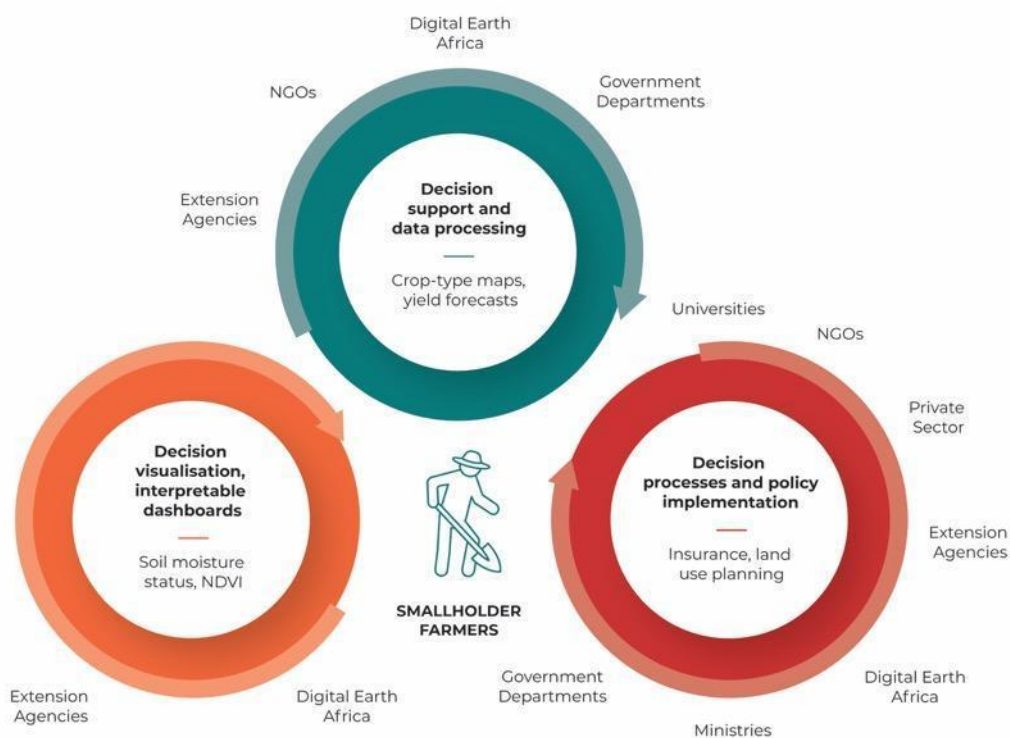 Digital Earth
Africa
NGOs
Government
Departments
Extension
Agencies
Decision
support and
data processing
Crop-type maps,
yield forecasts
Universities
NGOs
Private
Sector
Decision
visualisation,
interpretable
dashboards
Soil moisture
status, NDVI
Decision
processes and policy
implementation
Insurance, land
use planning
Extension
Agencies
SMALLHOLDER
FARMERS
Extension
Agencies
Digital Earth
Africa
Government
Departments
Digital Earth
Africa
Ministries